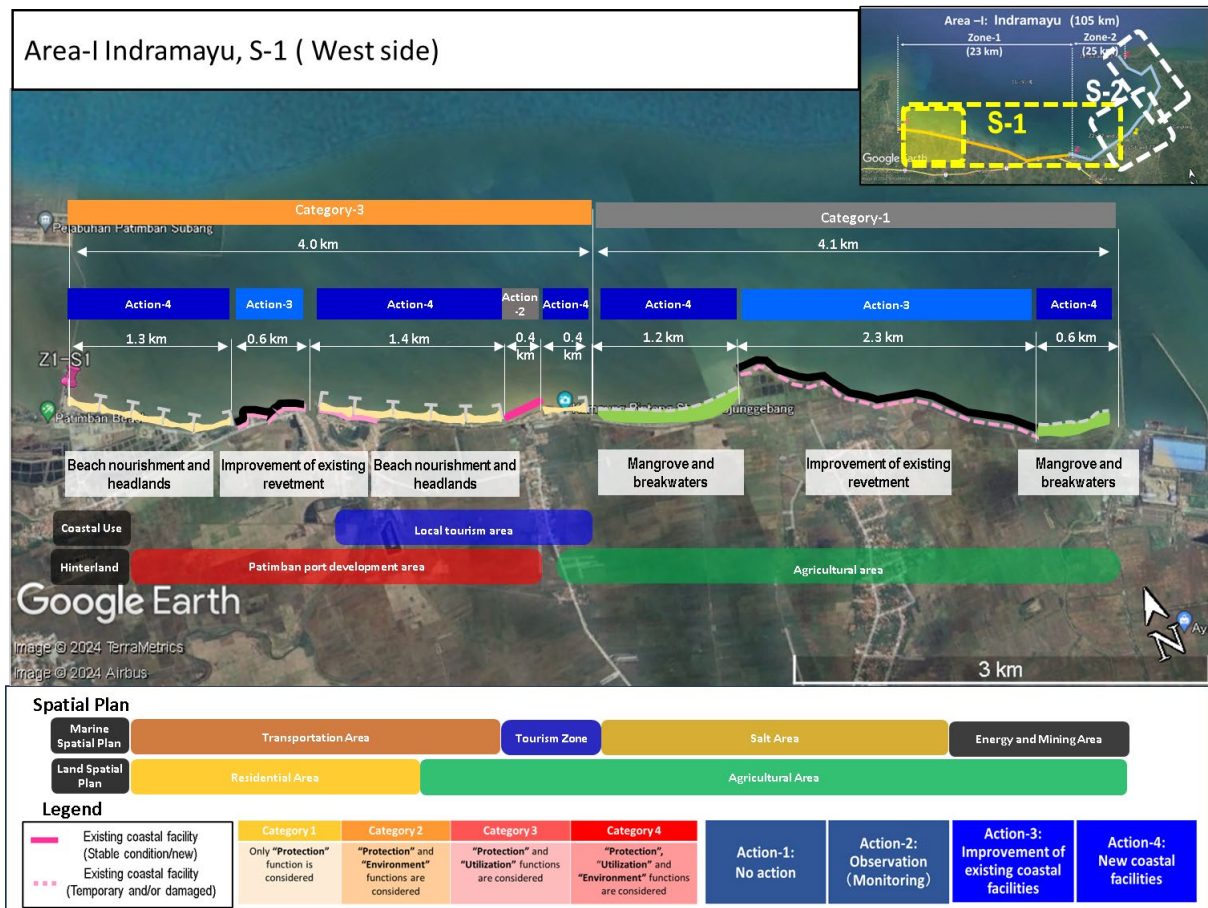 Area-I Indramayu, S-1 ( West side)
Area –I: Indramayu (105 km)
Zone-1
(23 km)
Zone-2
(25 km)
S-2
S-1
Google Earth
N
Category-3
Category-1
Pelabuhan Patimban Subang
4.0 km
4.1 km
Action-4
Action-3
Action-4
Action
-2
Action-4
Action-4
Action-3
Action-4
1.3 km
0.6 km
1.4 km
0.4
km
0.4
km
1.2 km
2.3 km
0.6 km
Z1-S1
Patimban
Beach nourishment and
headlands
Improvement of existing
revetment
Beach nourishment and
headlands
Mangrove and
breakwaters
Improvement of existing
revetment
Mangrove and
breakwaters
Coastal Use
Local tourism area
Hinterland
Patimban port development area
Agricultural area
Google Earth
Image © 2024 TerraMetrics
Image © 2024 Airbus
3 km
N
Ay
Spatial Plan
Marine
Spatial Plan
Transportation Area
Tourism Zone
Salt Area
Energy and Mining Area
Land Spatial
Plan
Residential Area
Agricultural Area
Legend
Existing coastal facility
(Stable condition/new)
Existing coastal facility
(Temporary and/or damaged)
Category 1
Only "Protection"
function is
considered
Category 2
"Protection" and
"Environment"
functions are
considered
Category 3
"Protection" and
"Utilization" functions
are considered
Category 4
"Protection",
"Utilization" and
"Environment" functions
are considered
Action-1:
No action
Action-2:
Observation
(Monitoring)
Action-3:
Improvement of
existing coastal
facilities
Action-4:
New coastal
facilities